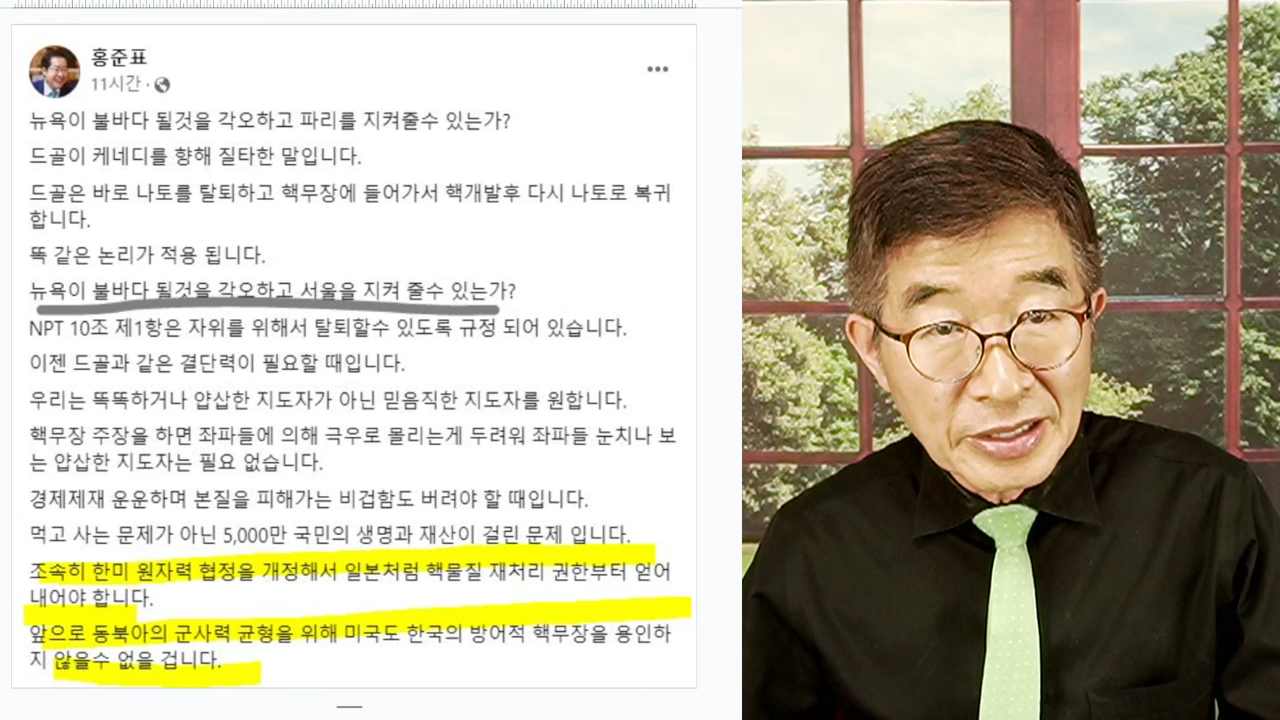 홍준표
11시간 ·
뉴욕이 불바다 될것을 각오하고 파리를 지켜줄수 있는가?
드골이 케네디를 향해 질타한 말입니다.
드골은 바로 나토를 탈퇴하고 핵무장에 들어가서 핵개발후 다시 나토로 복귀
합니다.
똑 같은 논리가 적용 됩니다.
뉴욕이 불바다 될것을 각오하고 서울을 지켜 줄수 있는가?
NPT 10조 제1항은 자위를 위해서 탈퇴할수 있도록 규정 되어 있습니다.
이젠 드골과 같은 결단력이 필요할 때입니다.
우리는 똑똑하거나 얍삽한 지도자가 아닌 믿음직한 지도자를 원합니다.
핵무장 주장을 하면 좌파들에 의해 극우로 몰리는게 두려워 좌파들 눈치나 보
는 얍삽한 지도자는 필요 없습니다.
경제제재 운운하며 본질을 피해가는 비겁함도 버려야 할 때입니다.
먹고 사는 문제가 아닌 5,000만 국민의 생명과 재산이 걸린 문제 입니다.
조속히 한미 원자력 협정을 개정해서 일본처럼 핵물질 재처리 권한부터 얻어
내어야 합니다.
앞으로 동북아의 군사력 균형을 위해 미국도 한국의 방어적 핵무장을 용인하
지 않을수 없을 겁니다.